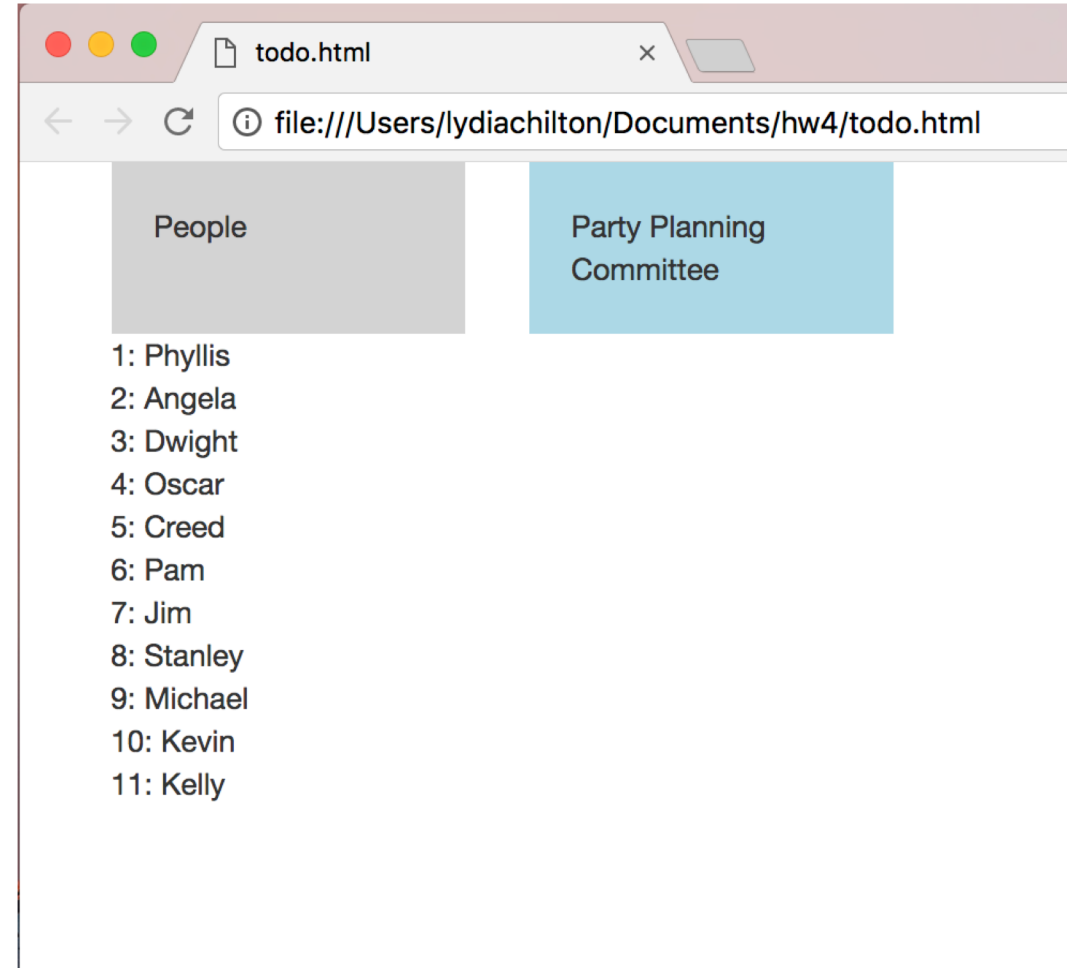 todo.html
file:///Users/lydiachilton/Documents/hw4/todo.html
People
Party Planning
Committee
1: Phyllis
2: Angela
3: Dwight
4: Oscar
5: Creed
6: Pam
7: Jim
8: Stanley
9: Michael
10: Kevin
11: Kelly